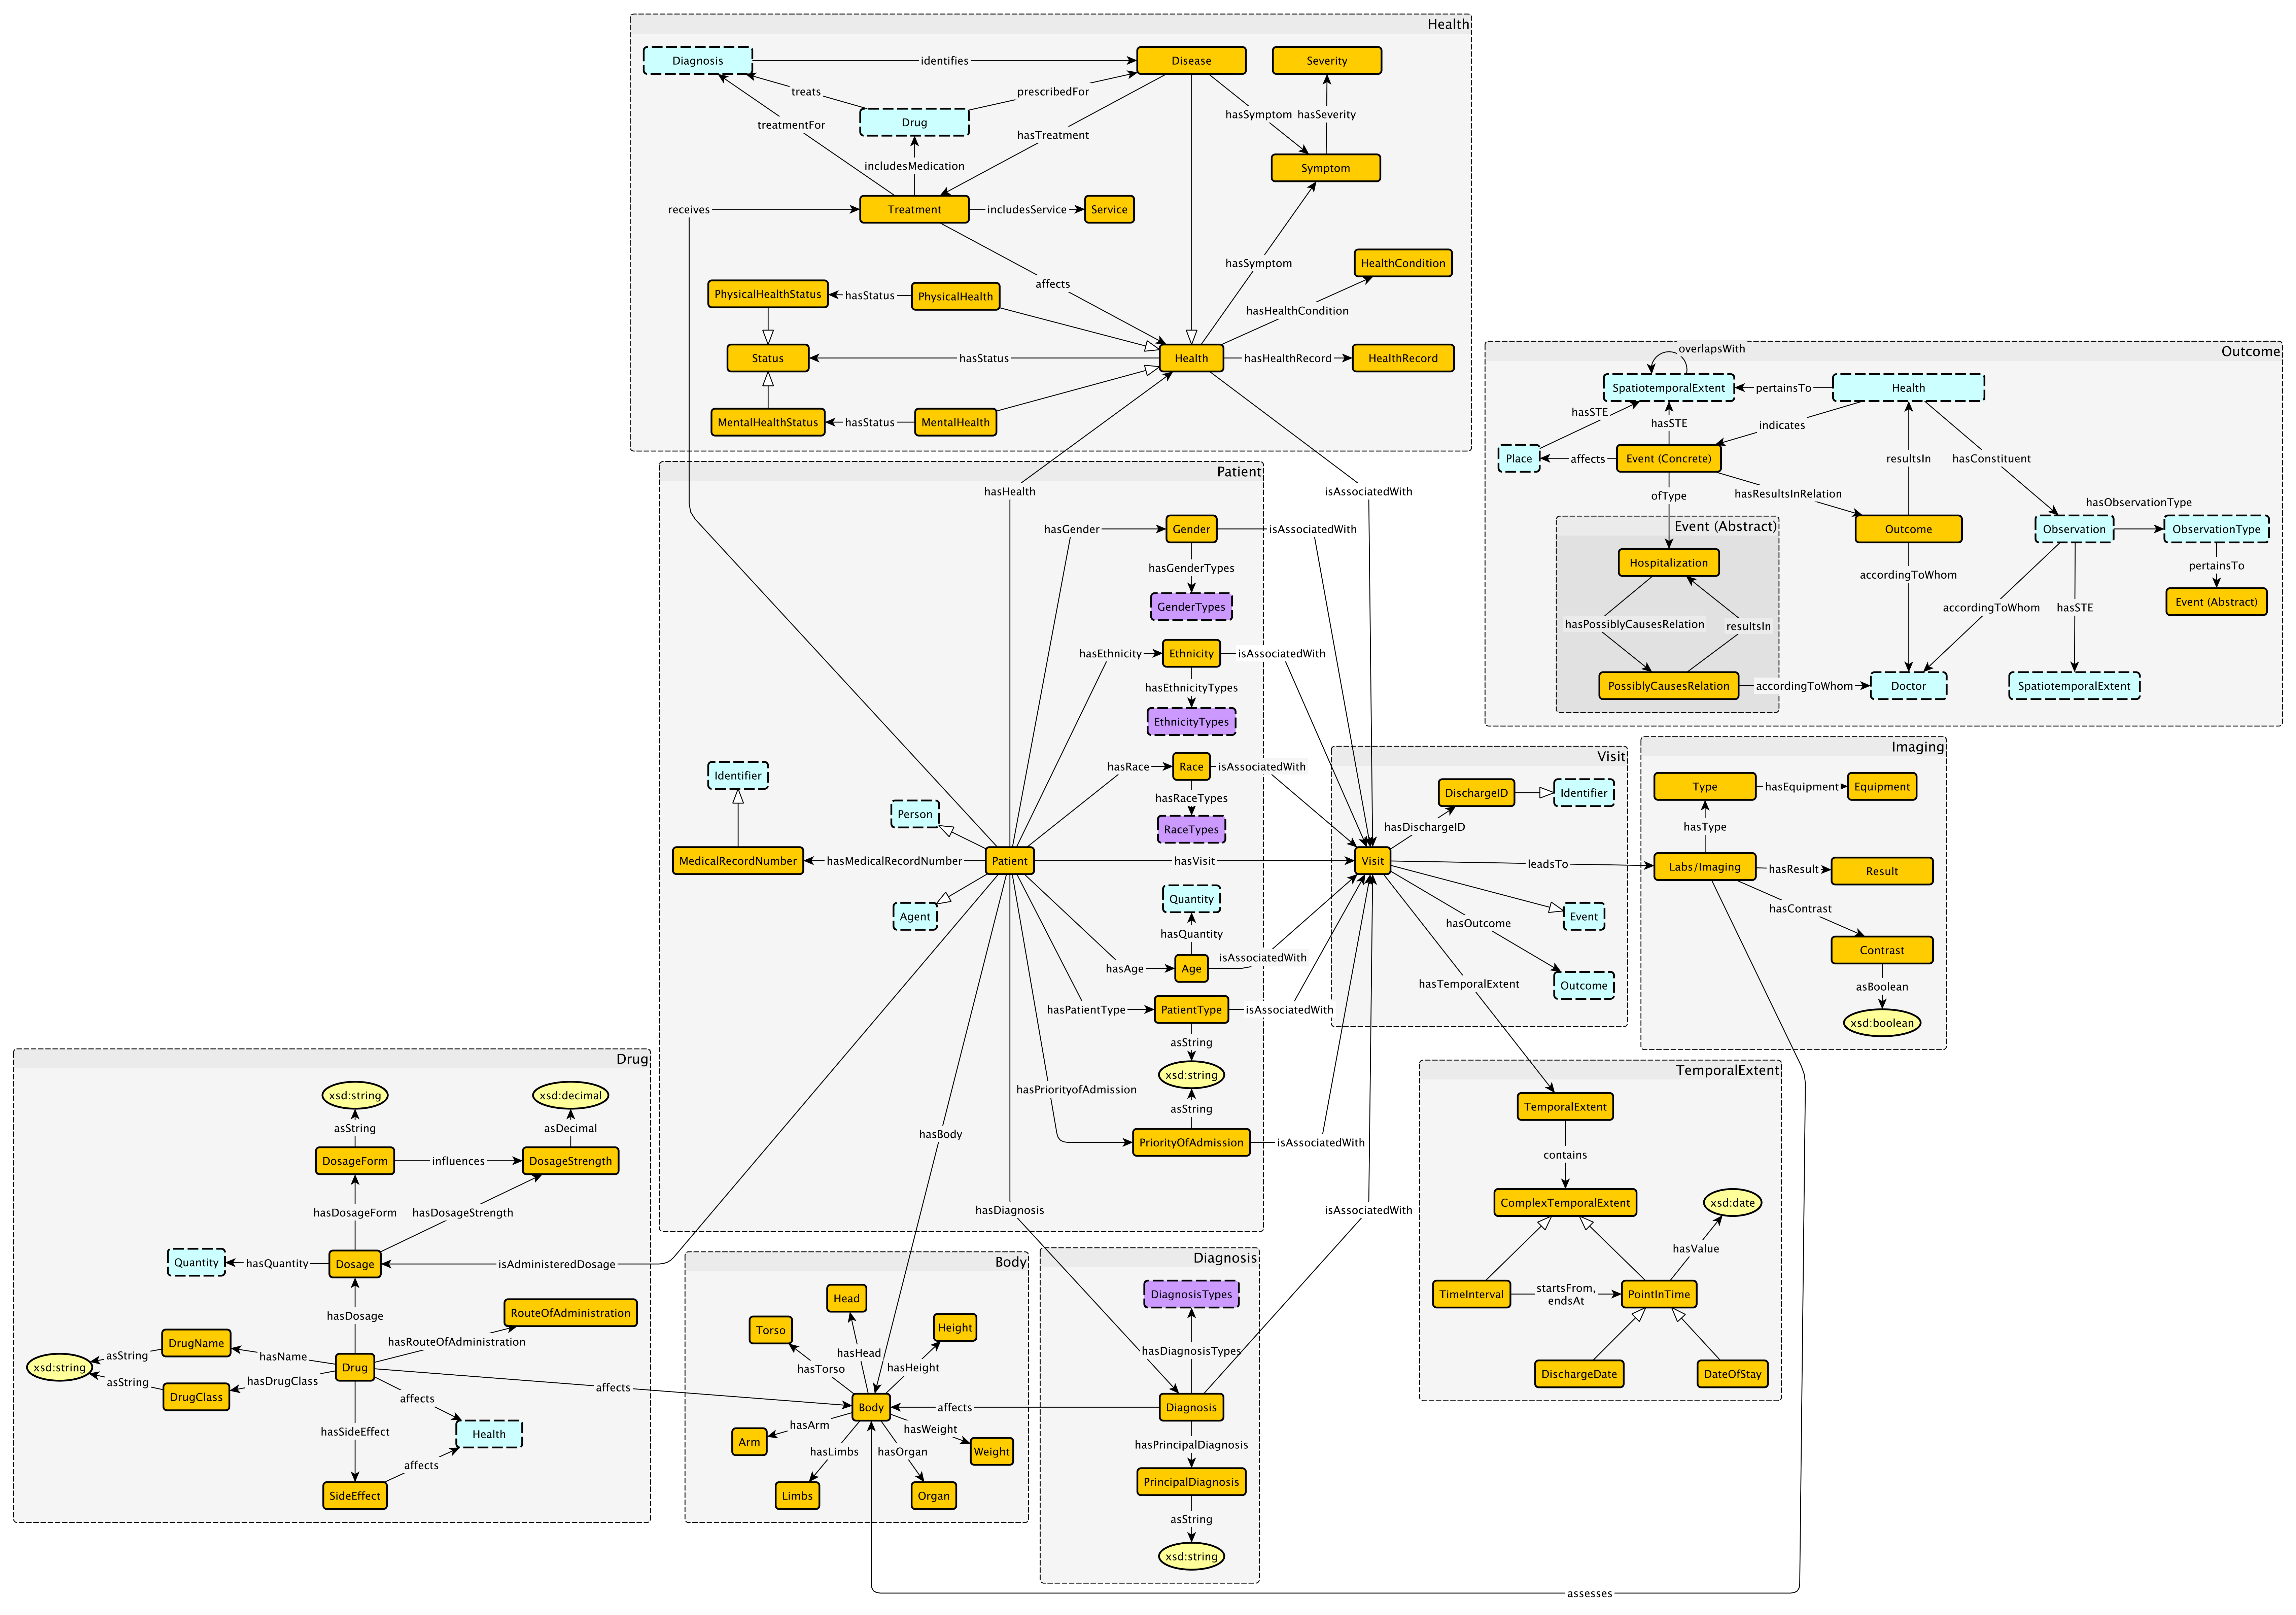 Health
Diagnosis
identifies
Disease
Severity
treats
prescribedFor
Drug
treatmentFor
hasTreatment
hasSymptom
hasSeverity
includesMedication
Symptom
receives
Treatment
includesService
Service
hasSymptom
HealthCondition
affects
PhysicalHealthStatus
hasStatus
PhysicalHealth
hasHealthCondition
Status
hasStatus
Health
hasHealthRecord
HealthRecord
MentalHealthStatus
hasStatus
MentalHealth
Outcome
overlapsWith
SpatiotemporalExtent
pertainsTo
Health
hasSTE
hasSTE
indicates
Place
affects
Event (Concrete)
resultsIn
hasConstituent
ofType
hasResultsInRelation
hasObservationType
Event (Abstract)
Outcome
Observation
ObservationType
Hospitalization
accordingToWhom
pertainsTo
Event (Abstract)
accordingToWhom
hasSTE
hasPossiblyCausesRelation
resultsIn
PossiblyCausesRelation
accordingToWhom
Doctor
SpatiotemporalExtent
Patient
hasHealth
isAssociatedWith
hasGender
Gender
isAssociatedWith
hasGenderTypes
GenderTypes
hasEthnicity
Ethnicity
isAssociatedWith
hasEthnicityTypes
EthnicityTypes
hasRace
Race
isAssociatedWith
hasRaceTypes
RaceTypes
Identifier
Person
MedicalRecordNumber
hasMedicalRecordNumber
Patient
hasVisit
Agent
Quantity
hasQuantity
hasAge
Age
isAssociatedWith
hasPatientType
PatientType
isAssociatedWith
asString
xsd:string
hasPriorityofAdmission
asString
PriorityOfAdmission
isAssociatedWith
hasBody
hasDiagnosis
isAssociatedWith
Visit
DischargeID
Identifier
hasDischargeID
Visit
leadsTo
Event
hasOutcome
Outcome
hasTemporalExtent
Imaging
Type
hasEquipment
Equipment
hasType
Labs/Imaging
hasResult
Result
hasContrast
Contrast
asBoolean
xsd:boolean
TemporalExtent
TemporalExtent
contains
ComplexTemporalExtent
xsd:date
hasValue
TimeInterval
startsFrom,
endsAt
PointInTime
DischargeDate
DateOfStay
Drug
xsd:string
xsd:decimal
asString
asDecimal
DosageForm
influences
DosageStrength
hasDosageForm
hasDosageStrength
Quantity
hasQuantity
Dosage
isAdministeredDosage
hasDosage
RouteOfAdministration
hasRouteOfAdministration
DrugName
hasName
asString
xsd:string
Drug
asString
hasDrugClass
DrugClass
affects
affects
hasSideEffect
Health
affects
SideEffect
Body
Head
Torso
Height
hasHead
hasTorso
hasHeight
Body
hasArm
hasWeight
Arm
hasLimbs
hasOrgan
Weight
Limbs
Organ
Diagnosis
DiagnosisTypes
hasDiagnosisTypes
affects
Diagnosis
hasPrincipalDiagnosis
PrincipalDiagnosis
asString
xsd:string
assesses